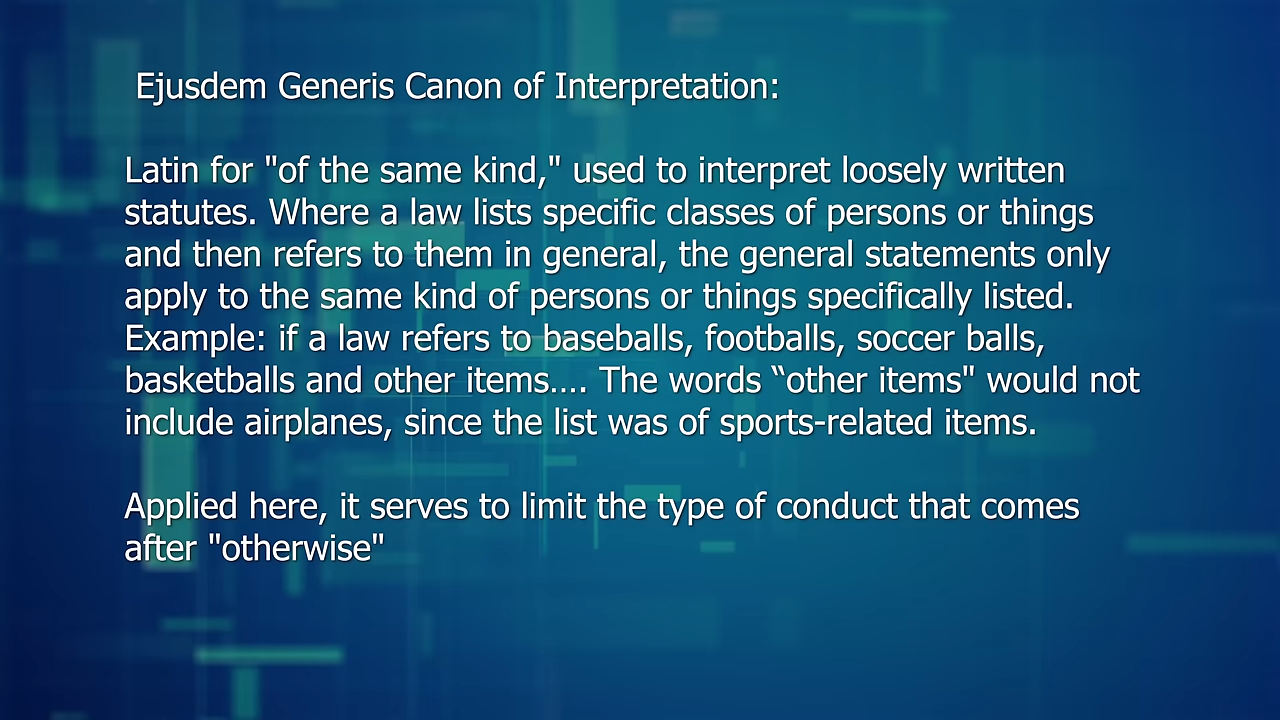 Ejusdem Generis Canon of Interpretation:
Latin for "of the same kind," used to interpret loosely written
statutes. Where a law lists specific classes of persons or things
and then refers to them in general, the general statements only
apply to the same kind of persons or things specifically listed.
Example: if a law refers to baseballs, footballs, soccer balls,
basketballs and other items…. The words “other items" would not
include airplanes, since the list was of sports-related items.
Applied here, it serves to limit the type of conduct that comes
after "otherwise"